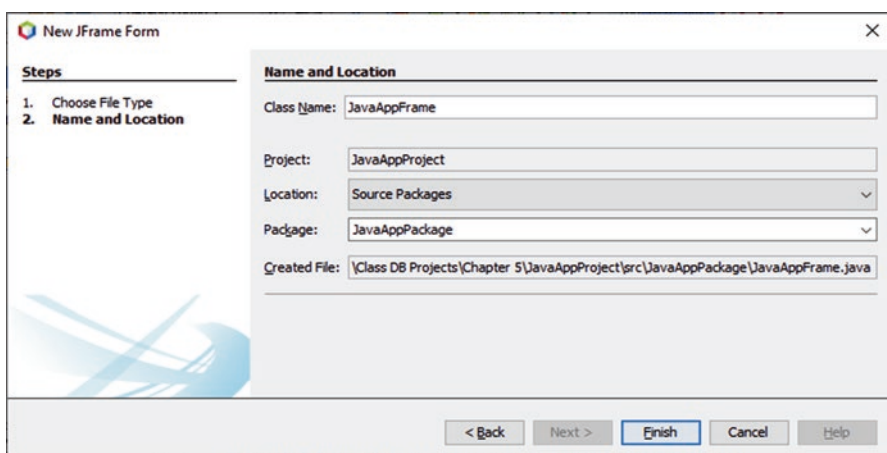 New JFrame Form
Steps
1. Choose File Type
2. Name and Location
Name and Location
Class Name: JavaAppFrame
Project: JavaAppProject
Location: Source Packages
Package: JavaAppPackage
Created File: \Class DB Projects\Chapter 5\JavaAppProject\src\JavaAppPackage\JavaAppFrame.java
< Back Next > Finish Cancel Help